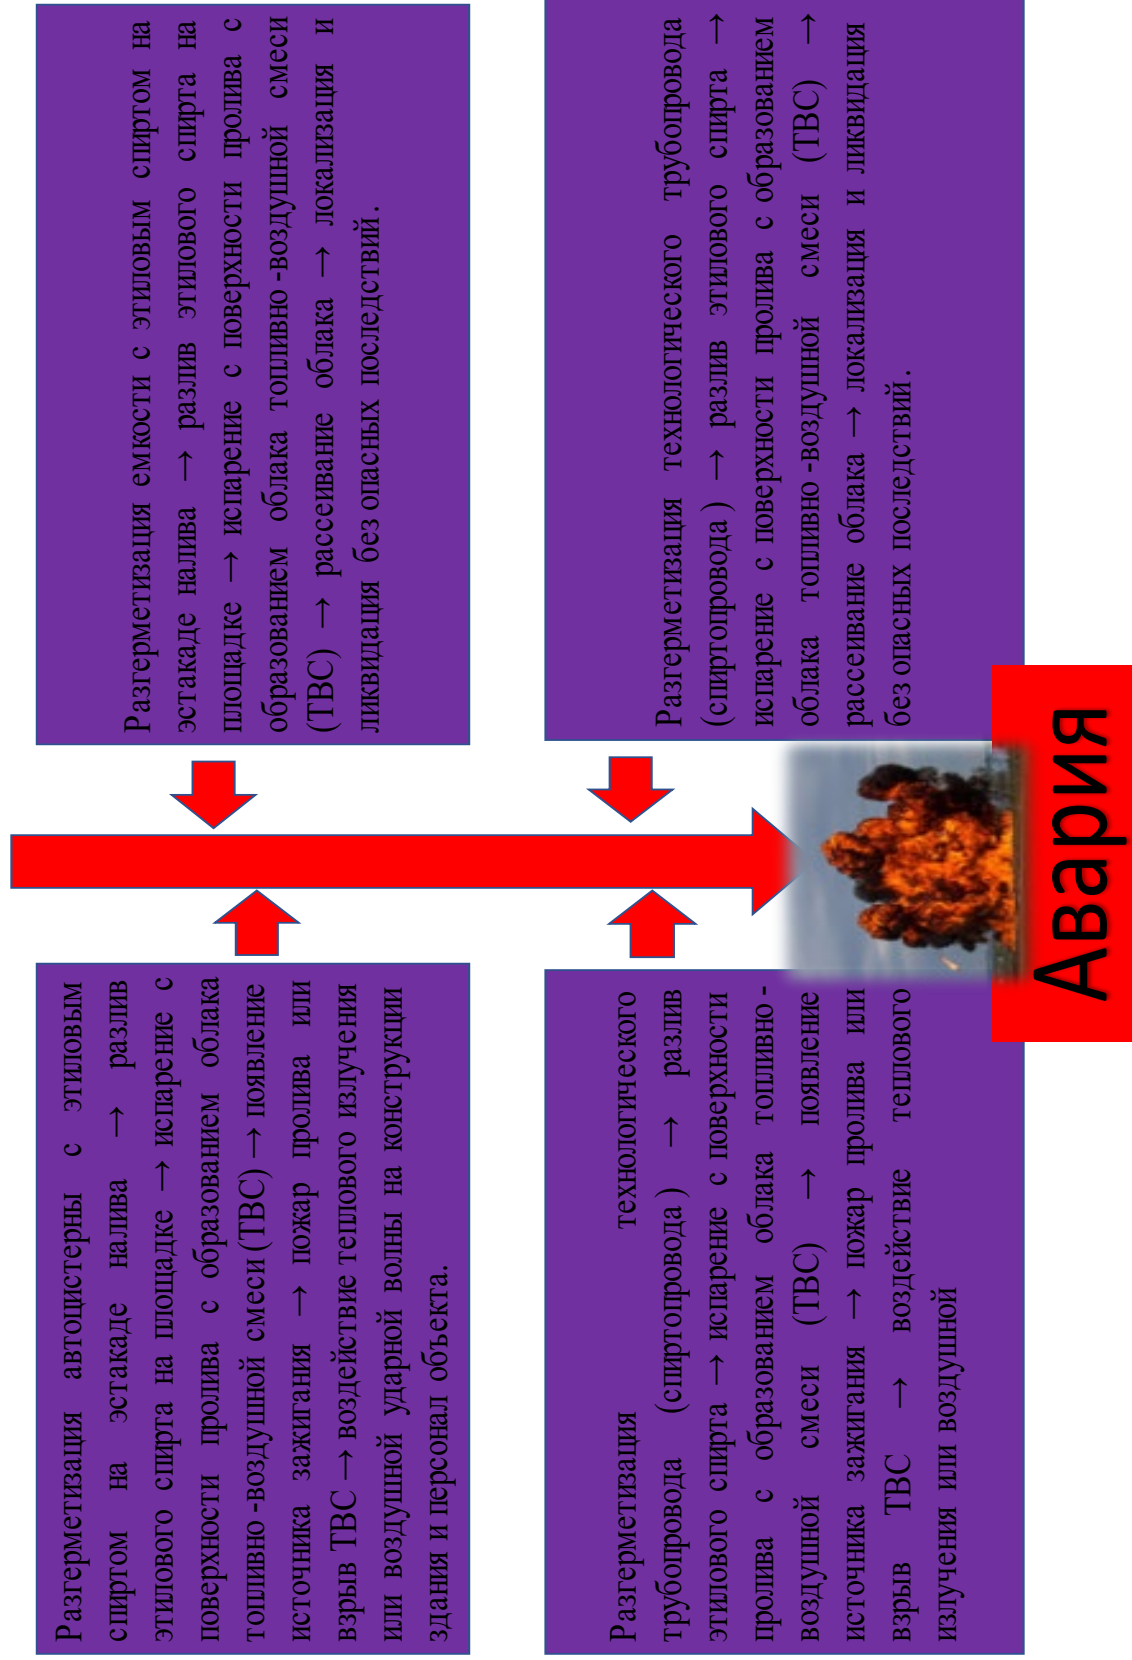 Разгерметизация автоцистерны с этиловым
спиртом на эстакаде налива → разлив
этилового спирта на площадке → испарение с
поверхности пролива с образованием облака
топливно-воздушной смеси (ТВС) → появление
источника зажигания → пожар пролива или
взрыв ТВС → воздействие теплового излучения
или воздушной ударной волны на конструкции
здания и персонал объекта.
Разгерметизация емкости с этиловым спиртом на
эстакаде налива → разлив этилового спирта на
площадке → испарение с поверхности пролива с
образованием облака топливно-воздушной смеси
(ТВС) → рассеивание облака → локализация и
ликвидация без опасных последствий.
Разгерметизация технологического
трубопровода (спиртопровода) → разлив
этилового спирта → испарение с поверхности
пролива с образованием облака топливно-
воздушной смеси (ТВС) → появление
источника зажигания → пожар пролива или
взрыв ТВС → воздействие теплового
излучения или воздушной
Разгерметизация технологического трубопровода
(спиртопровода) → разлив этилового спирта →
испарение с поверхности пролива с образованием
облака топливно-воздушной смеси (ТВС) →
рассеивание облака → локализация и ликвидация
без опасных последствий.
Авария